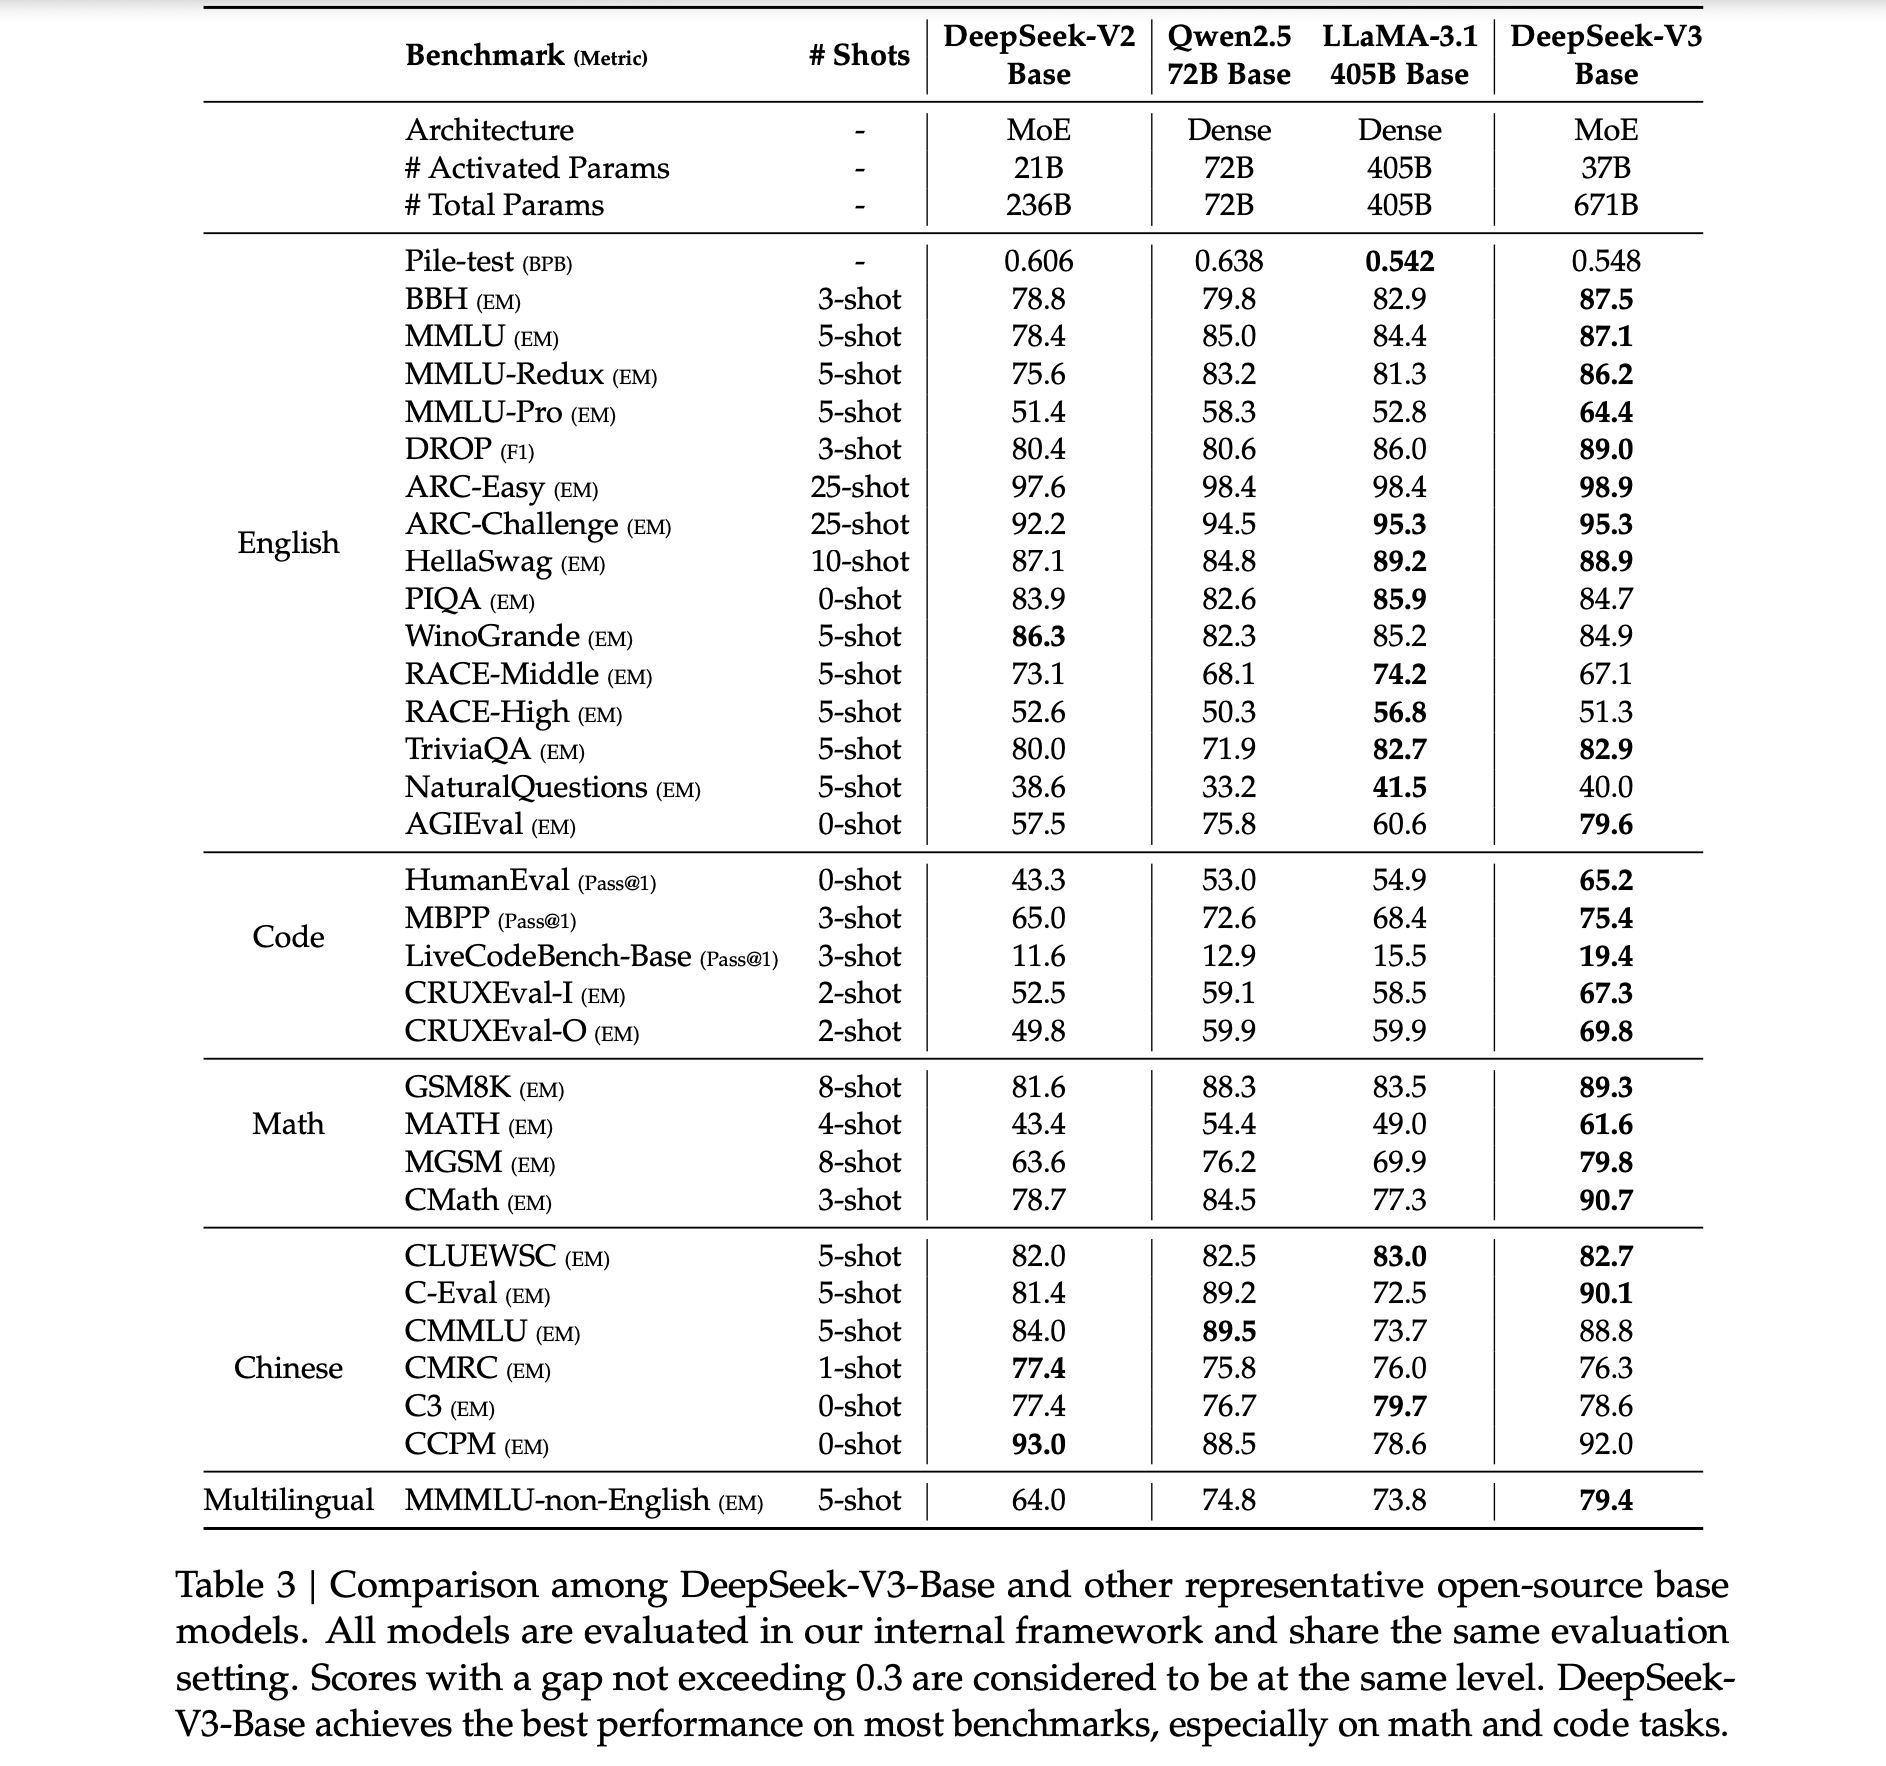 Benchmark (Metric) # Shots DeepSeek-V2 Base Qwen2.5 72B Base LLaMA-3.1 405B Base DeepSeek-V3 Base
Architecture - MoE Dense Dense MoE
# Activated Params - 21B 72B 405B 37B
# Total Params - 236B 72B 405B 671B
English
Pile-test (BPB) - 0.606 0.638 0.542 0.548
BBH (EM) 3-shot 78.8 79.8 82.9 87.5
MMLU (EM) 5-shot 78.4 85.0 84.4 87.1
MMLU-Redux (EM) 5-shot 75.6 83.2 81.3 86.2
MMLU-Pro (EM) 5-shot 51.4 58.3 52.8 64.4
DROP (F1) 3-shot 80.4 80.6 86.0 89.0
ARC-Easy (EM) 25-shot 97.6 98.4 98.4 98.9
ARC-Challenge (EM) 25-shot 92.2 94.5 95.3 95.3
HellaSwag (EM) 10-shot 87.1 84.8 89.2 88.9
PIQA (EM) 0-shot 83.9 82.6 85.9 84.7
WinoGrande (EM) 5-shot 86.3 82.3 85.2 84.9
RACE-Middle (EM) 5-shot 73.1 68.1 74.2 67.1
RACE-High (EM) 5-shot 52.6 50.3 56.8 51.3
TriviaQA (EM) 5-shot 80.0 71.9 82.7 82.9
NaturalQuestions (EM) 5-shot 38.6 33.2 41.5 40.0
AGIEval (EM) 0-shot 57.5 75.8 60.6 79.6
Code
HumanEval (Pass@1) 0-shot 43.3 53.0 54.9 65.2
MBPP (Pass@1) 3-shot 65.0 72.6 68.4 75.4
LiveCodeBench-Base (Pass@1) 3-shot 11.6 12.9 15.5 19.4
CRUXEval-I (EM) 2-shot 52.5 59.1 58.5 67.3
CRUXEval-O (EM) 2-shot 49.8 59.9 59.9 69.8
Math
GSM8K (EM) 8-shot 81.6 88.3 83.5 89.3
MATH (EM) 4-shot 43.4 54.4 49.0 61.6
MGSM (EM) 8-shot 63.6 76.2 69.9 79.8
CMath (EM) 3-shot 78.7 84.5 77.3 90.7
Chinese
CLUEWSC (EM) 5-shot 82.0 82.5 83.0 82.7
C-Eval (EM) 5-shot 81.4 89.2 72.5 90.1
CMMLU (EM) 5-shot 84.0 89.5 73.7 88.8
CMRC (EM) 1-shot 77.4 75.8 76.0 76.3
C3 (EM) 0-shot 77.4 76.7 79.7 78.6
CCPM (EM) 0-shot 93.0 88.5 78.6 92.0
Multilingual MMMLU-non-English (EM) 5-shot 64.0 74.8 73.8 79.4
Table 3 | Comparison among DeepSeek-V3-Base and other representative open-source base
models. All models are evaluated in our internal framework and share the same evaluation
setting. Scores with a gap not exceeding 0.3 are considered to be at the same level. DeepSeek-
V3-Base achieves the best performance on most benchmarks, especially on math and code tasks.